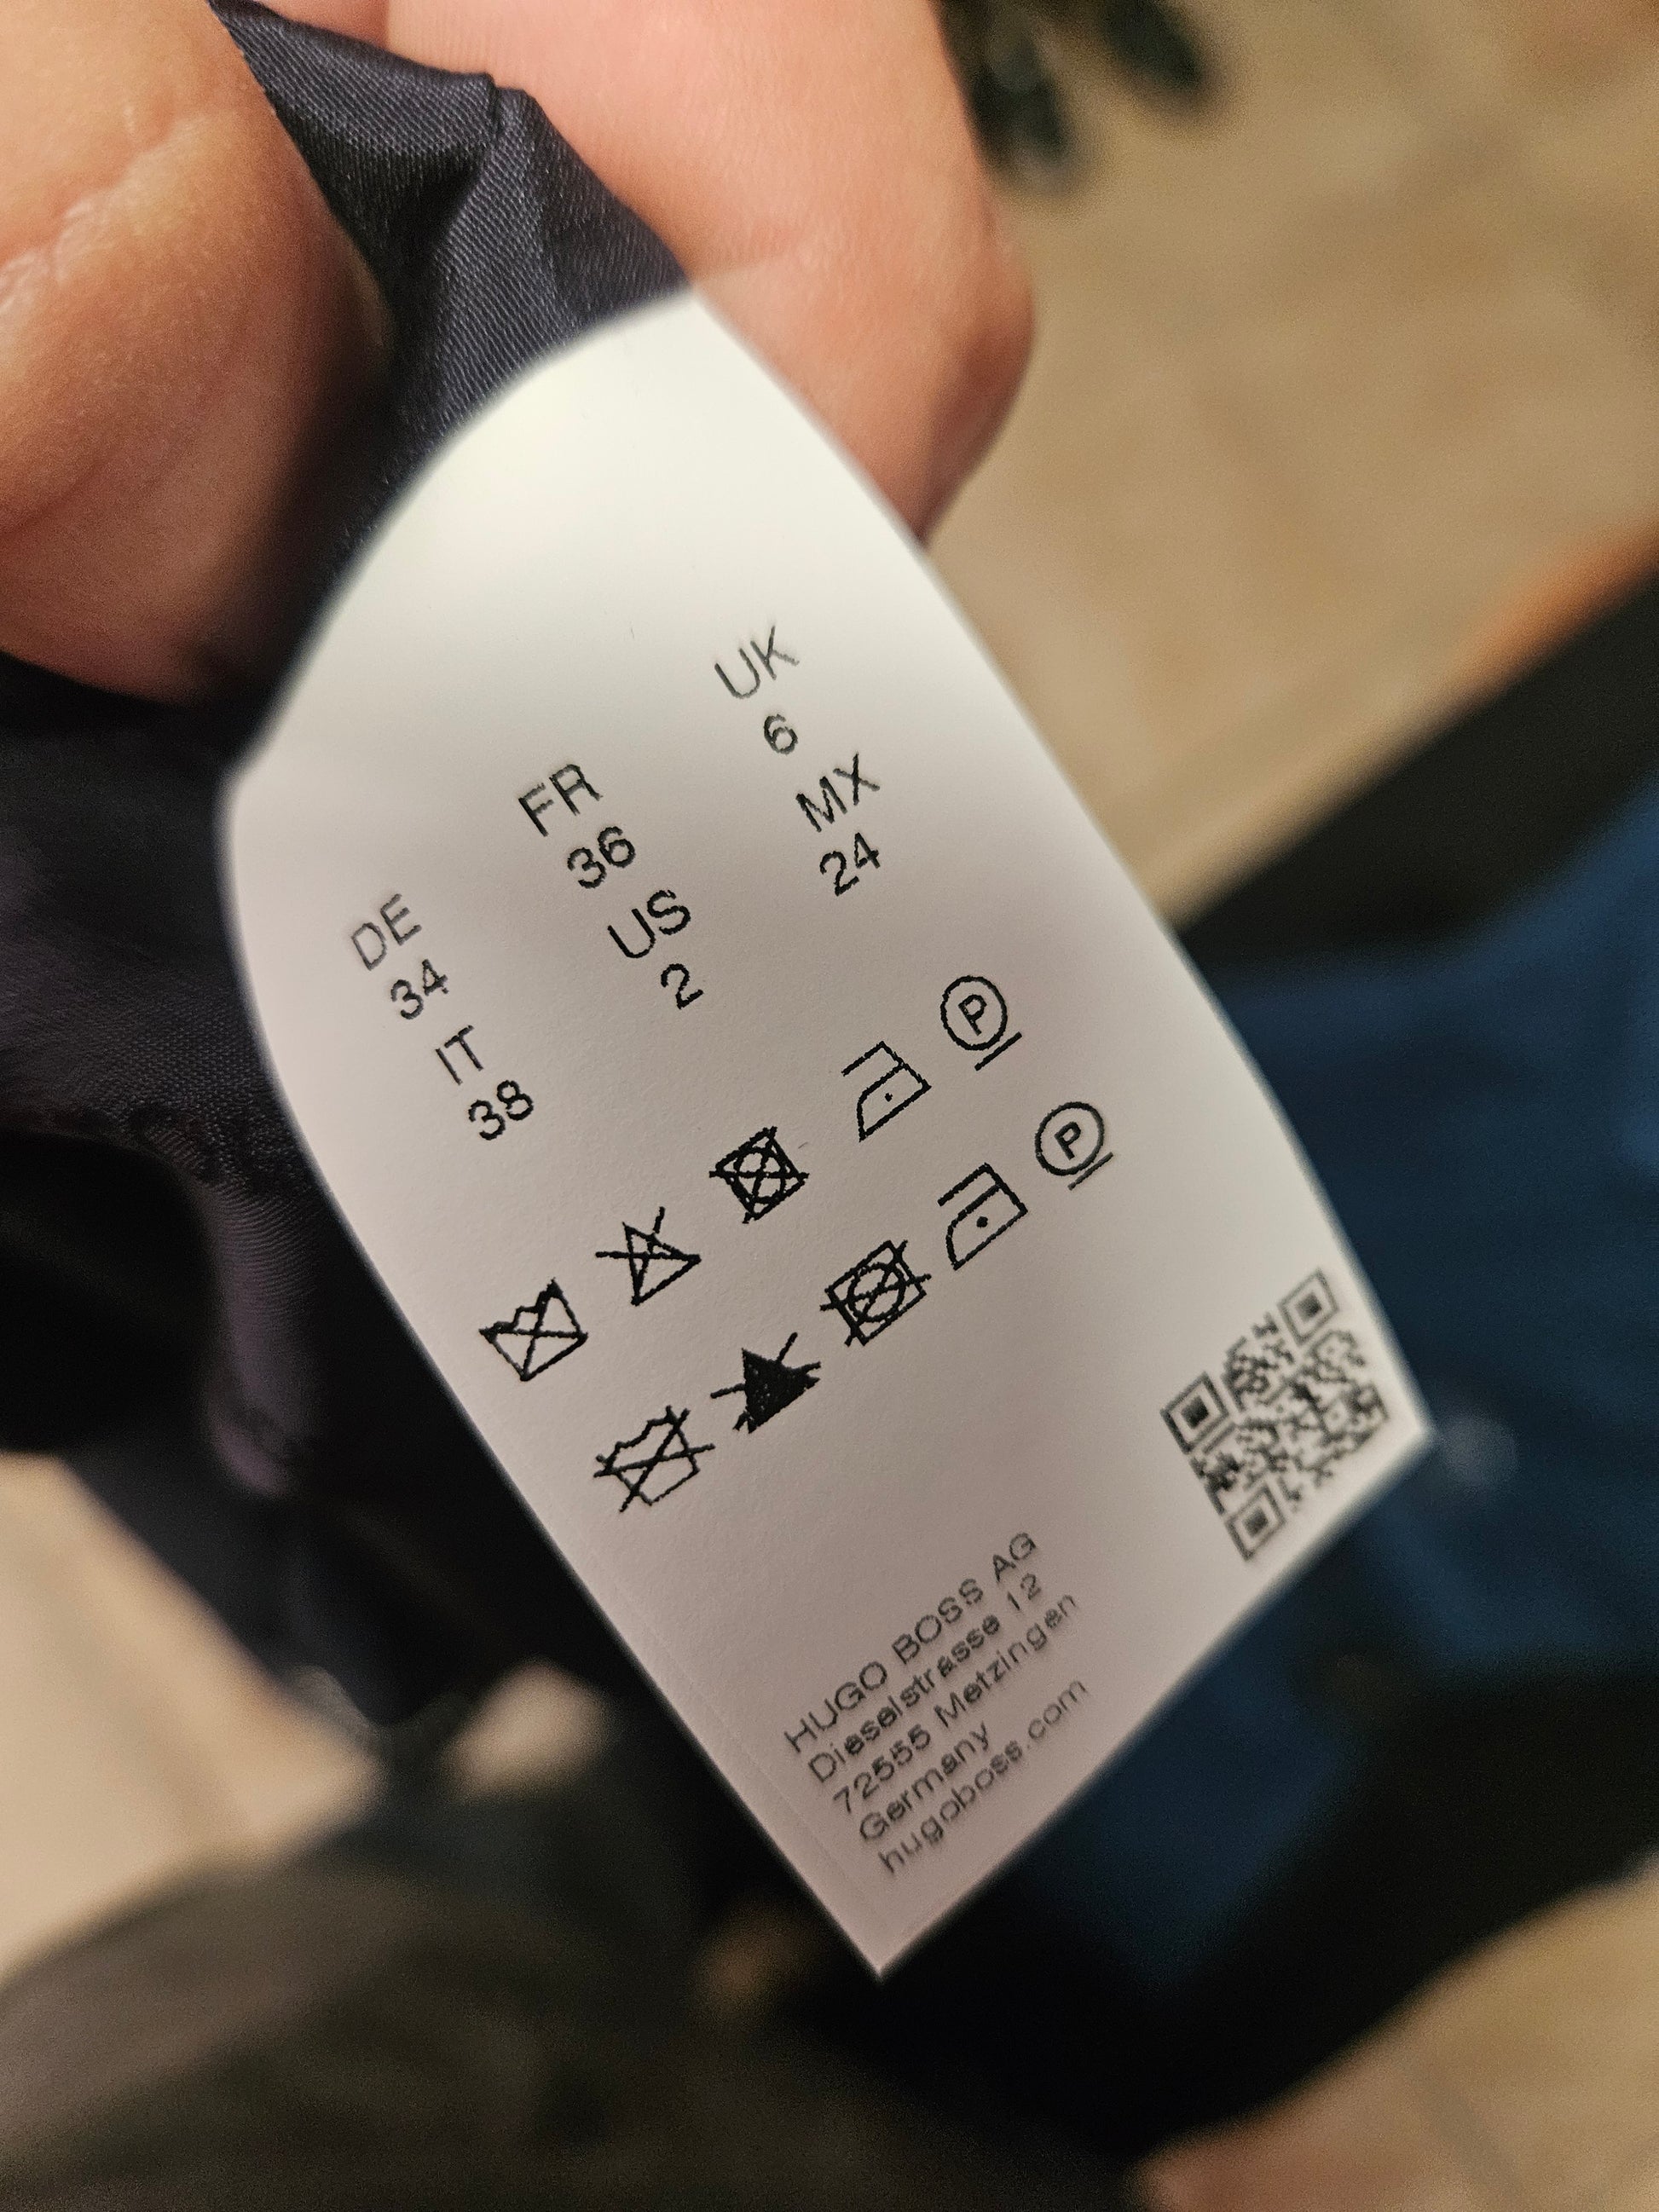 DE FR UK
34 36 6
IT US MX
38 2 24
P
P
HUGO BOSS AG
Dieselstrasse 12
72555 Metzingen
Germany
hugoboss.com